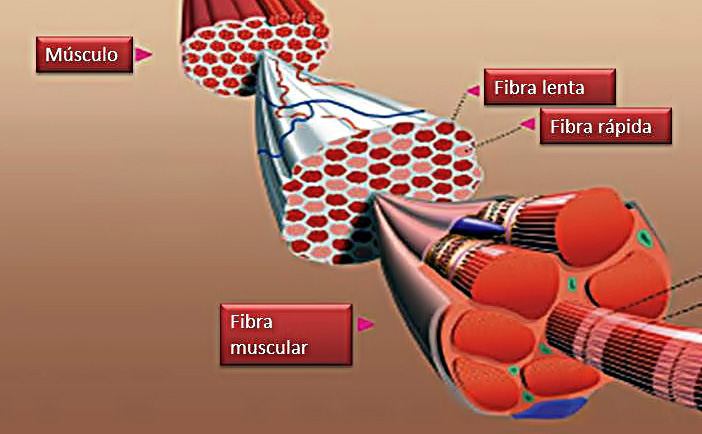 Músculo
Fibra lenta
Fibra rápida
Fibra
muscular